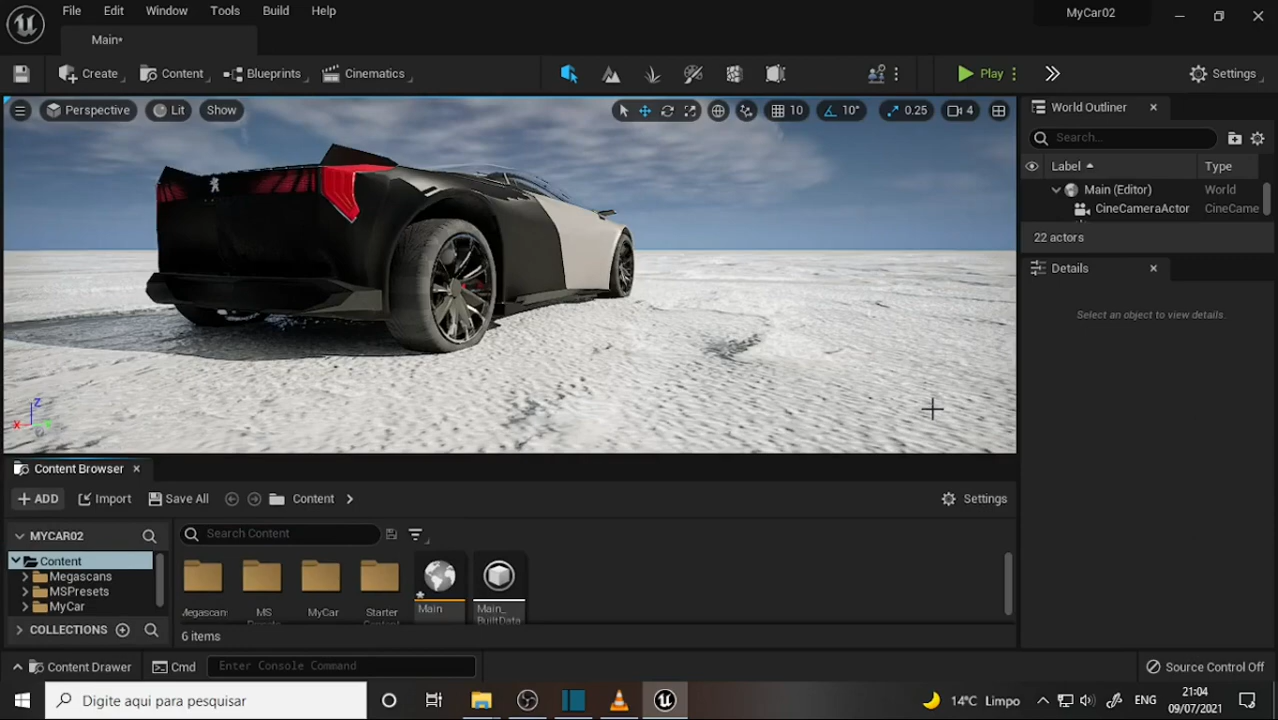 File Edit Window Tools Build Help
MyCar02
Main•
Create Content Blueprints Cinematics Play Settings
Perspective Lit Show 10 10° 0.25 4
World Outliner
Search...
Label Type
Main (Editor) World
CineCameraActor CineCame
22 actors
Details
Select an object to view details.
X Z
Content Browser
+ ADD Import Save All Content Settings
MYCAR02
Search Content
Content
Megascans
MSPresets
MyCar
COLLECTIONS
Megascans
MS
MyCar
Starter
Main
Main_
BuiltData
6 items
Content Drawer Cmd Enter Console Command Source Control Off
Digite aqui para pesquisar
14°C Limpo ENG
21:04
09/07/2021